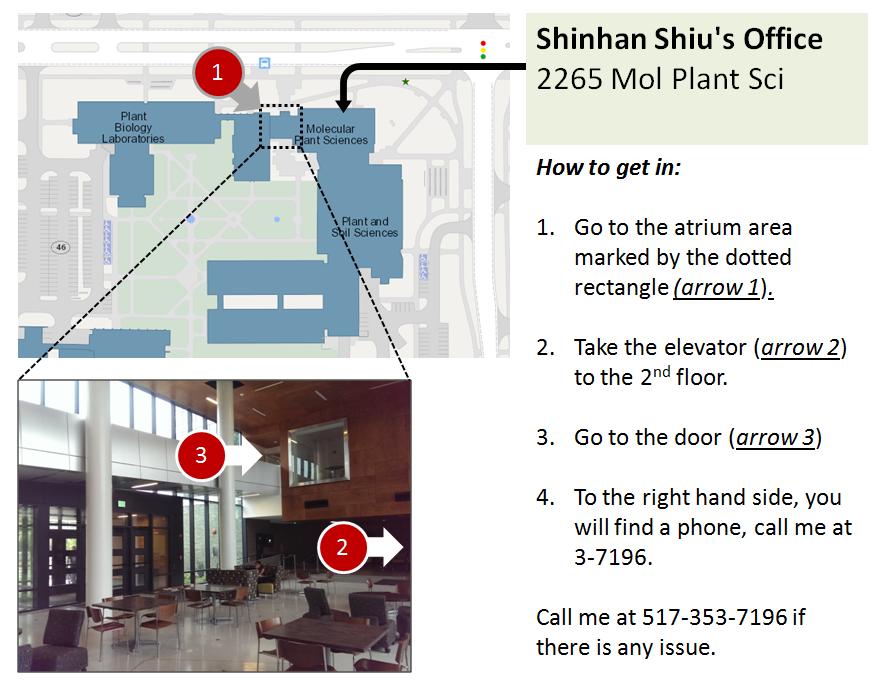 Shinhan Shiu's Office
2265 Mol Plant Sci
1
Plant
Biology
Laboratories
Molecular
Plant Sciences
Plant and
Soil Sciences
46
How to get in:
1. Go to the atrium area
marked by the dotted
rectangle (arrow 1).
2. Take the elevator (arrow 2)
to the 2nd floor.
3. Go to the door (arrow 3)
4. To the right hand side, you
will find a phone, call me at
3-7196.
Call me at 517-353-7196 if
there is any issue.
3
2